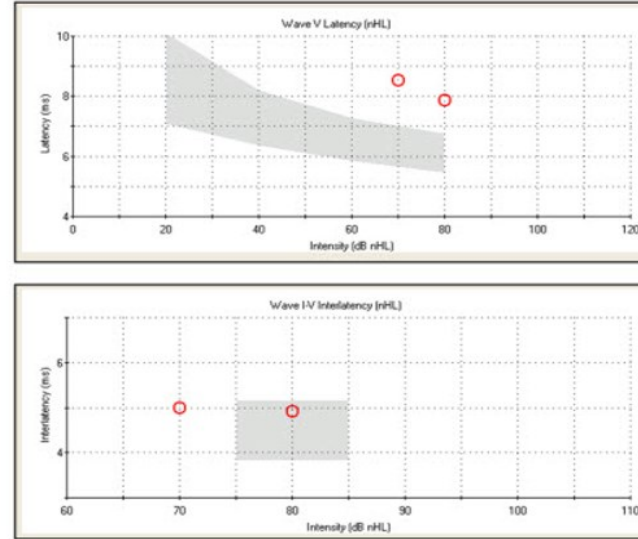 Wave V Latency (nHL)
10
8
6
4
Latency (ms)
0 20 40 60 80 100 120
Intensity (dB nHL)
Wave I-V Interlatency (nHL)
6
4
Interlatency (ms)
60 70 80 90 100 110
Intensity (dB nHL)